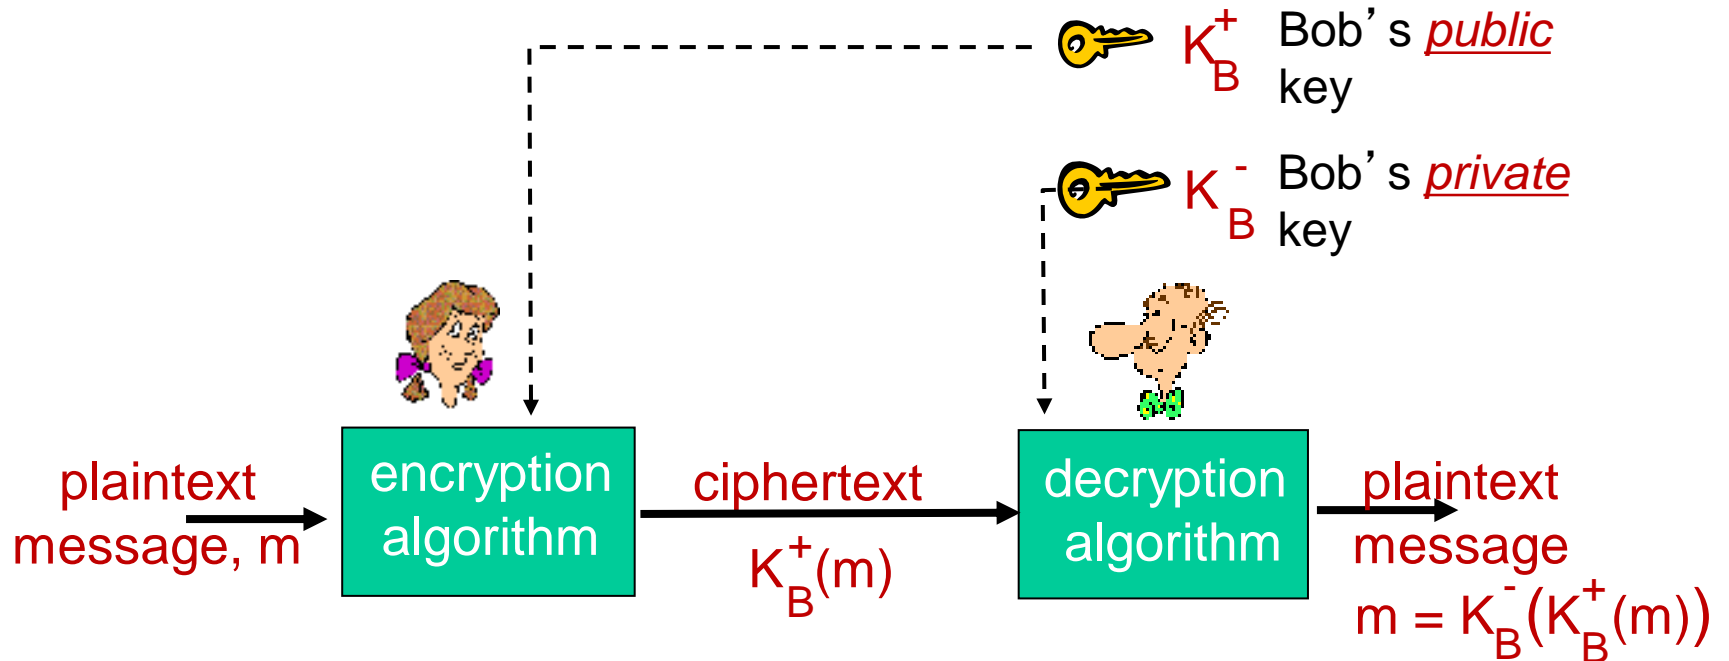 K_B^+ Bob’s public
key
K_B^- Bob’s private
key
plaintext
message, m
encryption
algorithm
ciphertext
K_B^+(m)
decryption
algorithm
plaintext
message
m = K_B^-(K_B^+(m))